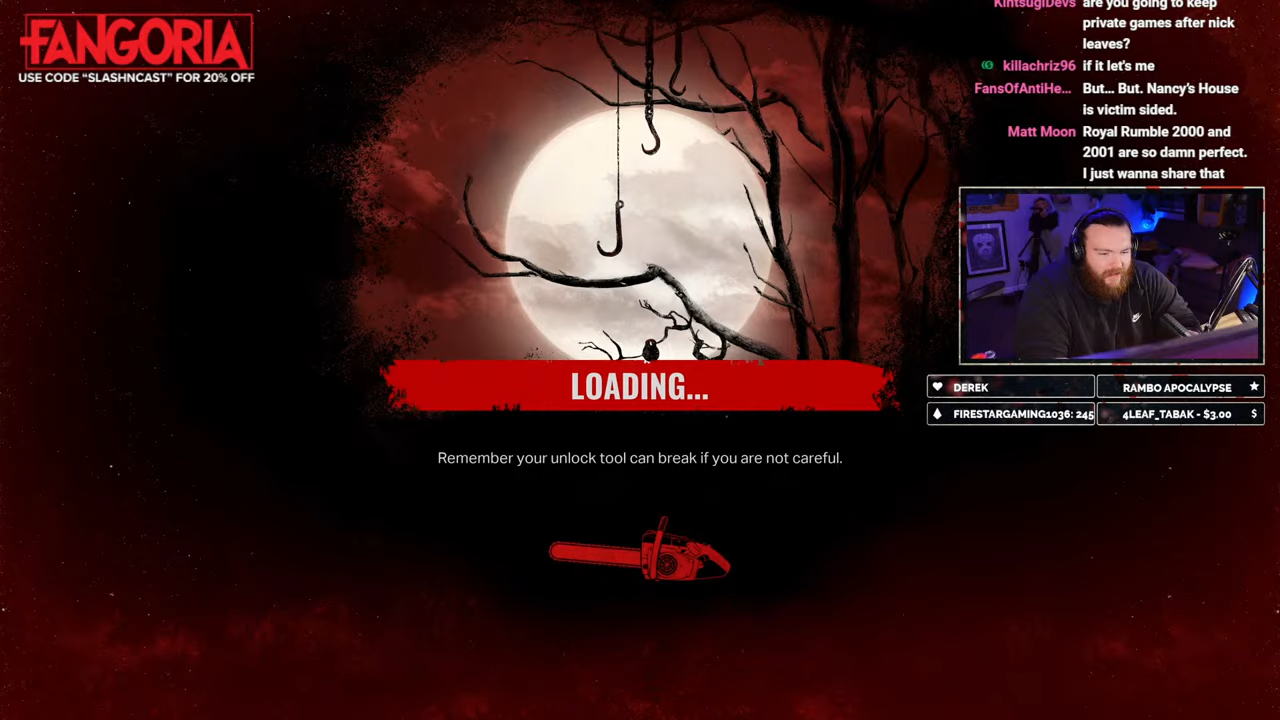 FANGORIA
USE CODE “SLASHNCAST” FOR 20% OFF
KintsugiDevs are you going to keep
private games after nick
leaves?
killachriz96 if it let's me
FansOfAntiHe... But... But. Nancy's House
is victim sided.
Matt Moon Royal Rumble 2000 and
2001 are so damn perfect.
I just wanna share that
LOADING...
DEREK
RAMBO APOCALYPSE
FIRESTARGAMING1036: 245
4LEAF_TABAK - $3.00 $
Remember your unlock tool can break if you are not careful.